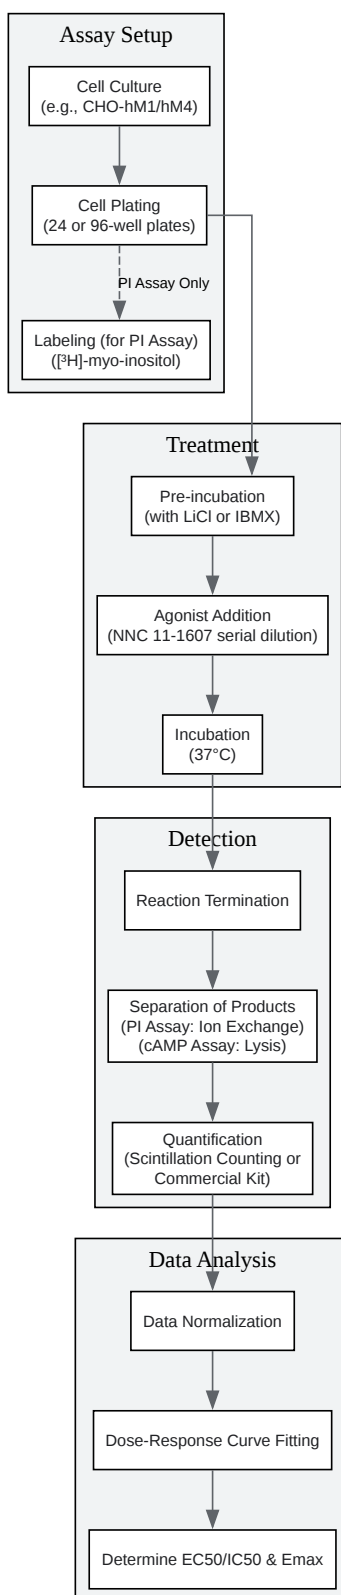 Assay Setup
Cell Culture
(e.g., CHO-hM1/hM4)
Cell Plating
(24 or 96-well plates)
PI Assay Only
Labeling (for PI Assay)
([³H]-myo-inositol)
Treatment
Pre-incubation
(with LiCl or IBMX)
Agonist Addition
(NNC 11-1607 serial dilution)
Incubation
(37°C)
Detection
Reaction Termination
Separation of Products
(PI Assay: Ion Exchange)
(cAMP Assay: Lysis)
Quantification
(Scintillation Counting or
Commercial Kit)
Data Analysis
Data Normalization
Dose-Response Curve Fitting
Determine EC50/IC50 & Emax